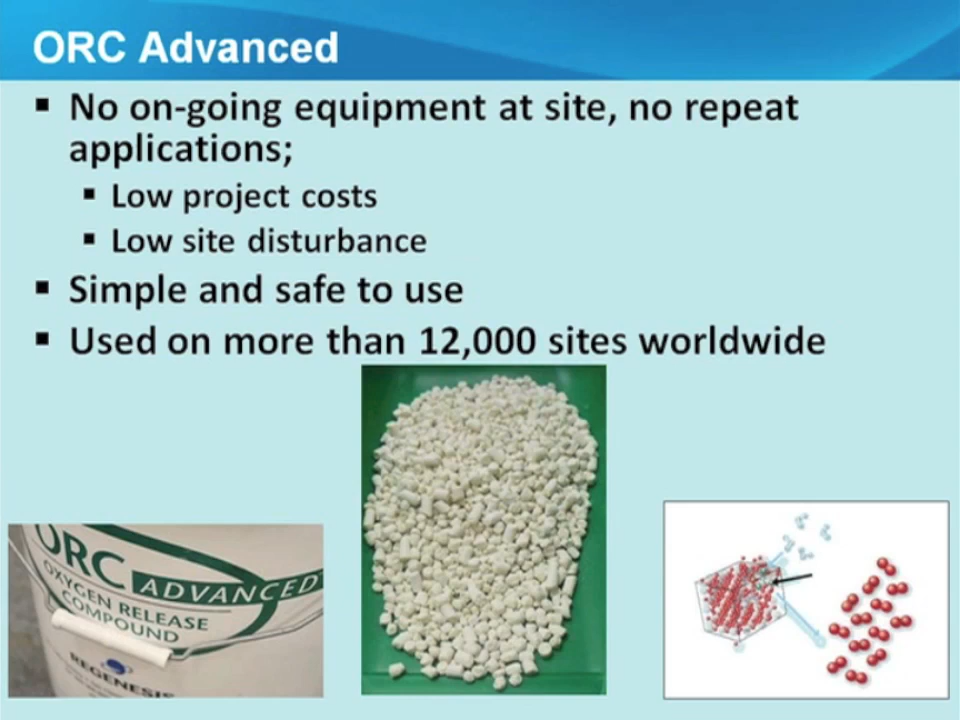 ORC Advanced
▪ No on-going equipment at site, no repeat
applications;
▪ Low project costs
▪ Low site disturbance
▪ Simple and safe to use
▪ Used on more than 12,000 sites worldwide
ORC ADVANCED
OXYGEN RELEASE
COMPOUND
REGENESIS